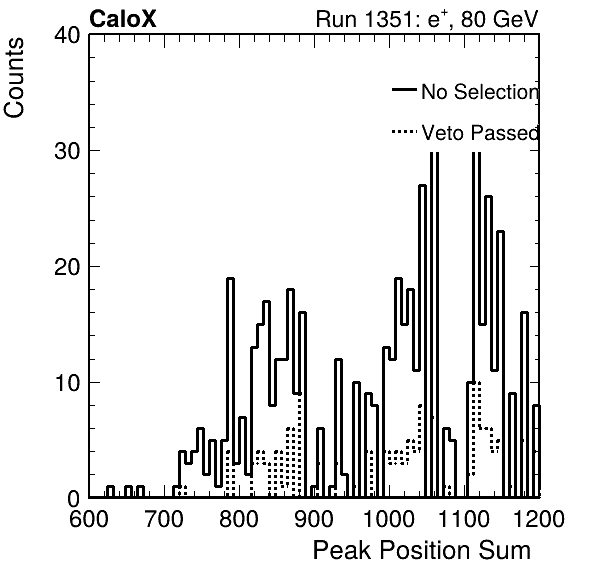 CaloX Run 1351: e+, 80 GeV
Counts
40
30
20
10
0
No Selection
Veto Passed
600 700 800 900 1000 1100 1200
Peak Position Sum